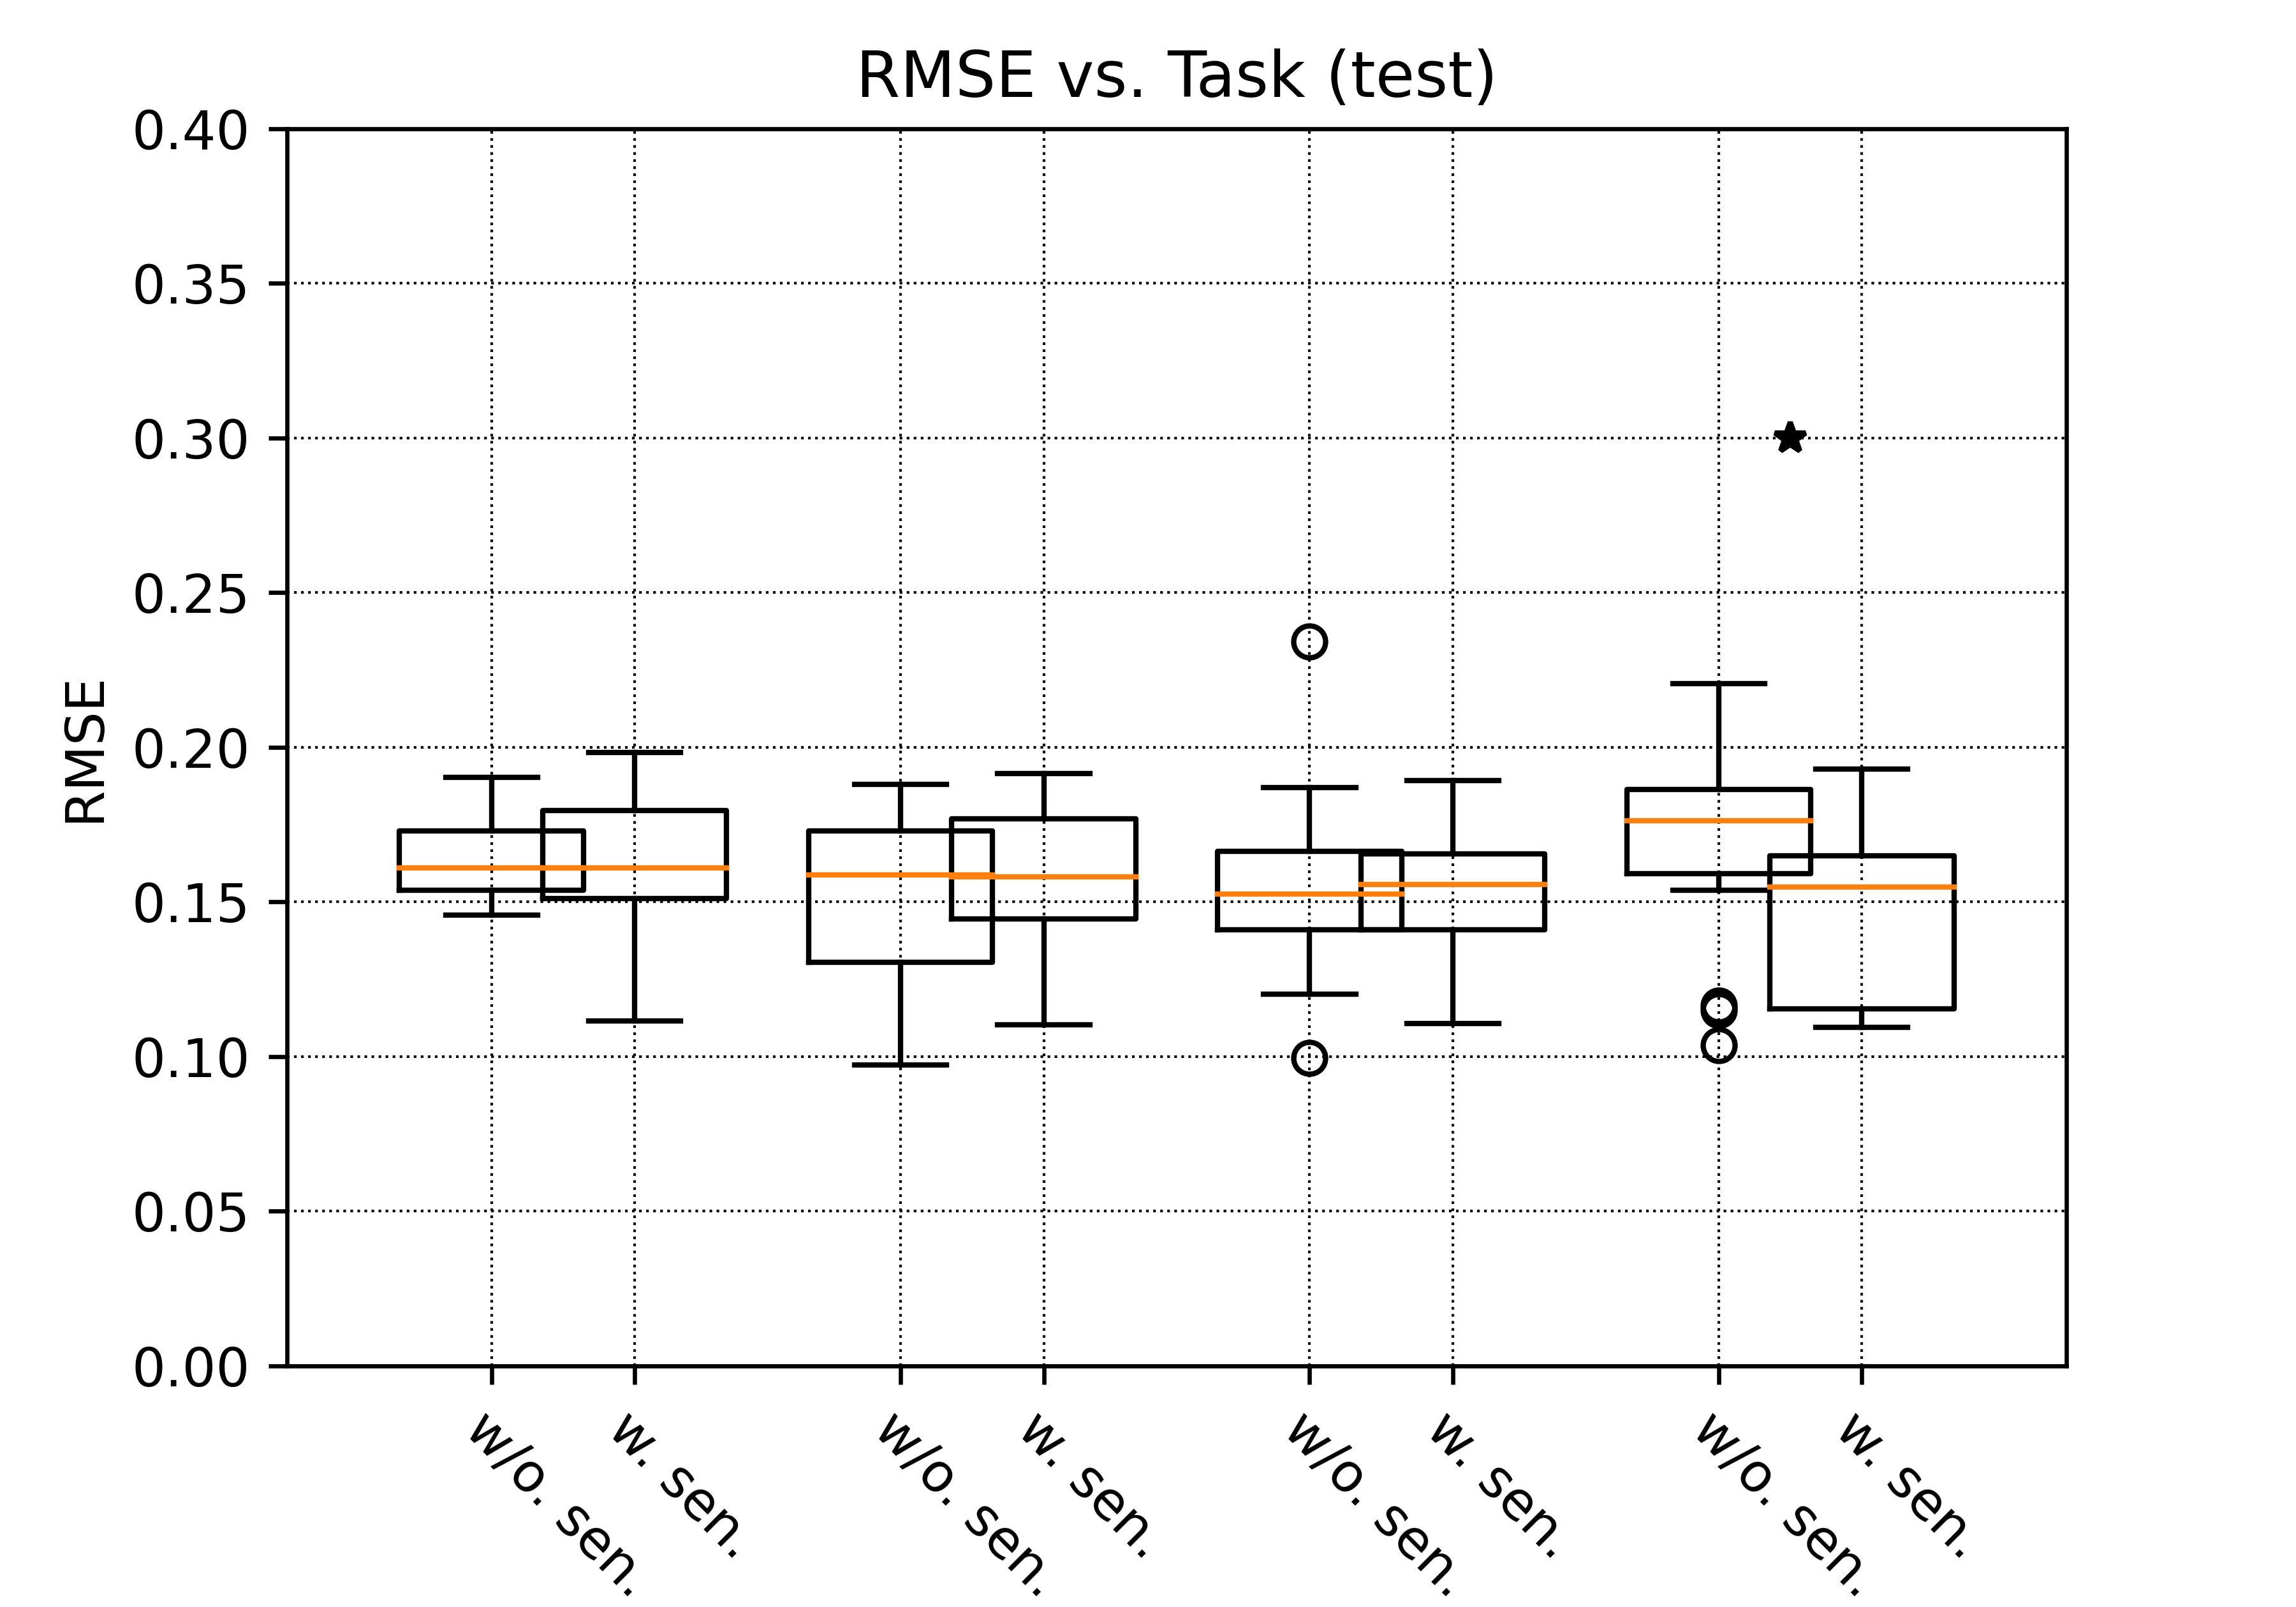 RMSE vs. Task (test)
0.40
0.35
0.30
0.25
0.20
0.15
0.10
0.05
0.00
RMSE
w/o. sen.
w. sen.
w/o. sen.
w. sen.
w/o. sen.
w. sen.
w/o. sen.
w. sen.